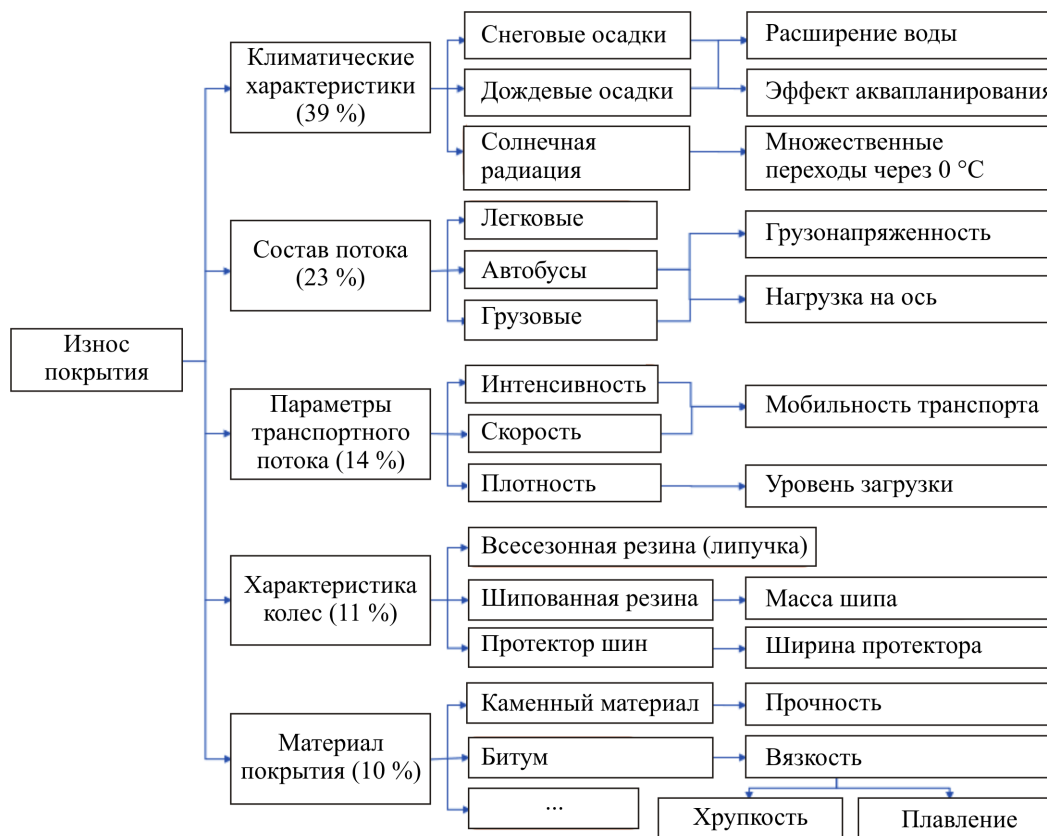 Износ
покрытия
Климатические
характеристики
(39 %)
Снеговые осадки
Дождевые осадки
Солнечная
радиация
Расширение воды
Эффект аквапланирования
Множественные
переходы через 0 °C
Состав потока
(23 %)
Легковые
Автобусы
Грузовые
Грузонапряженность
Нагрузка на ось
Параметры
транспортного
потока (14 %)
Интенсивность
Скорость
Плотность
Мобильность транспорта
Уровень загрузки
Характеристика
колес (11 %)
Всесезонная резина (липучка)
Шипованная резина
Протектор шин
Масса шипа
Ширина протектора
Материал
покрытия (10 %)
Каменный материал
Битум
...
Прочность
Вязкость
Хрупкость
Плавление